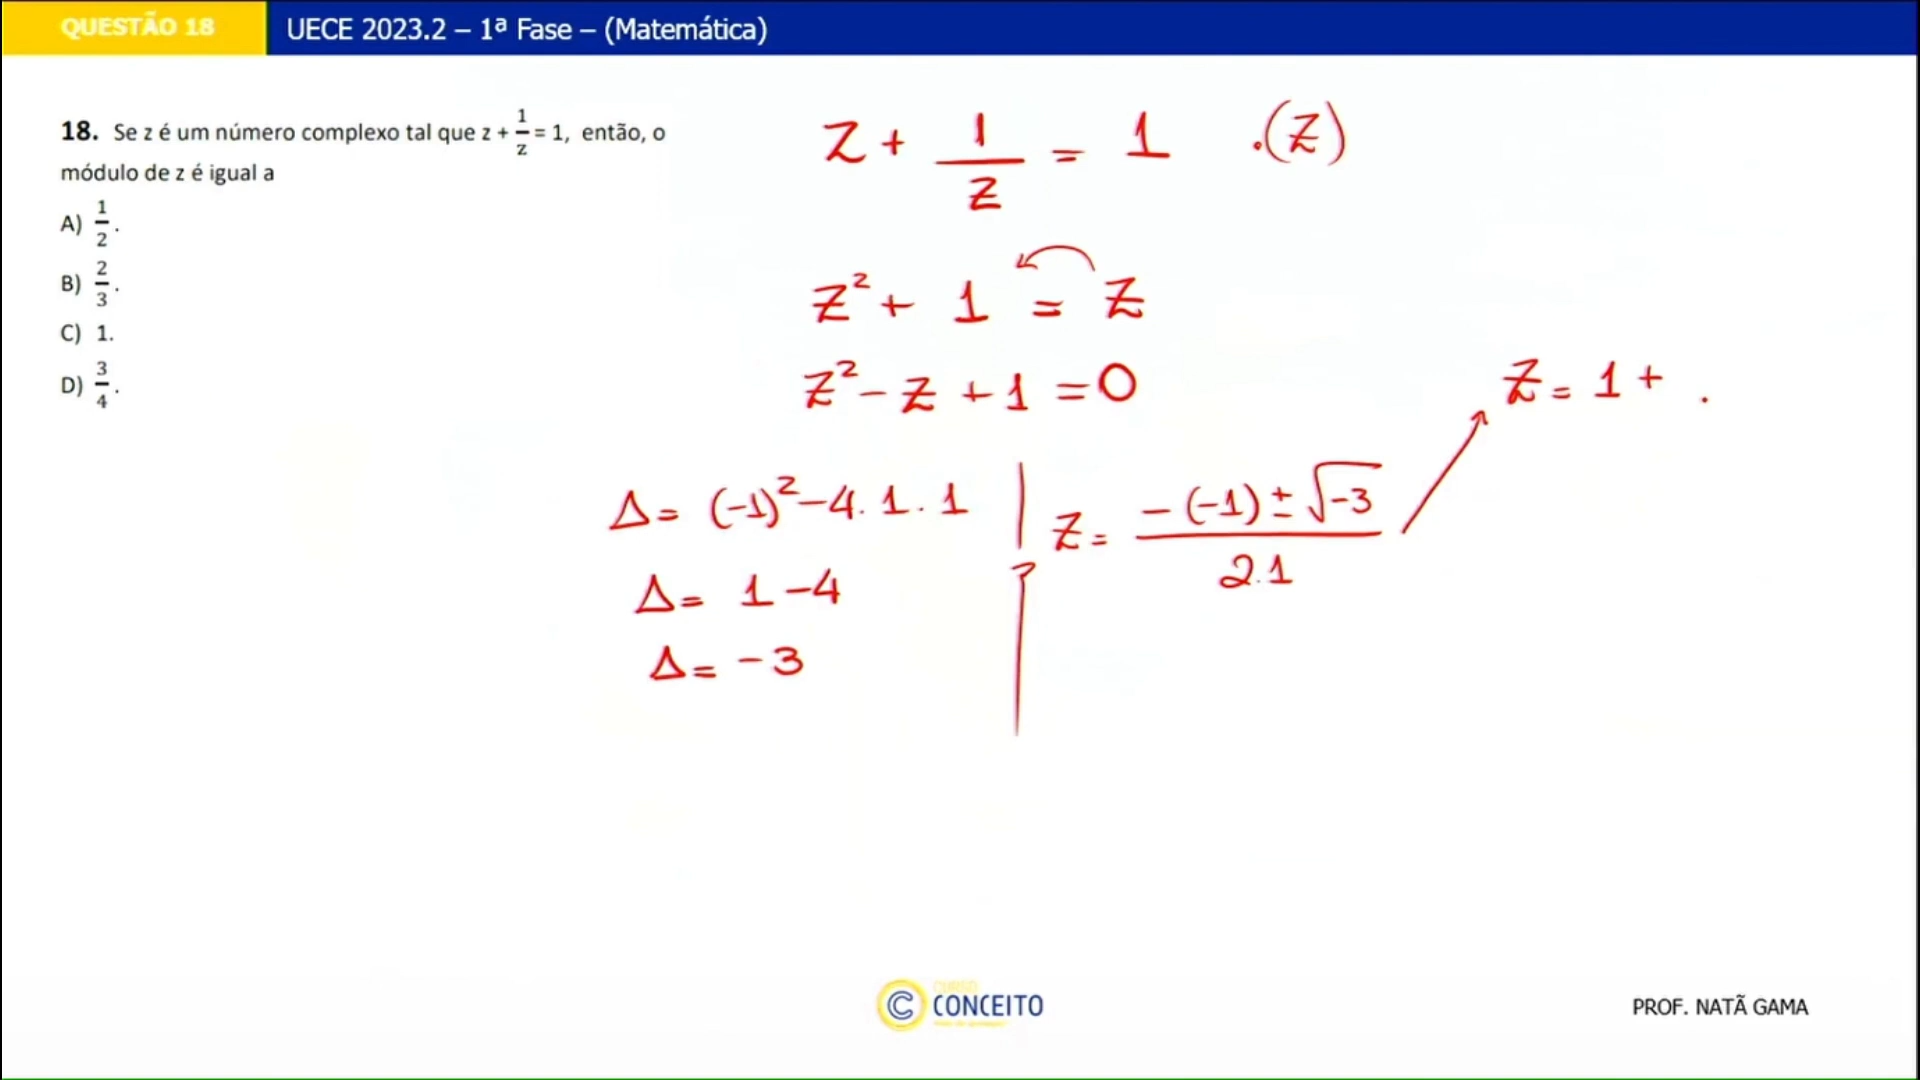 QUESTÃO 18
UECE 2023.2 – 1ª Fase – (Matemática)
18. Se z é um número complexo tal que z + 1/z = 1, então, o
módulo de z é igual a
A) 1/2.
B) 2/3.
C) 1.
D) 3/4.
Z + 1/Z = 1 .(Z)
Z² + 1 = Z
Z² - Z + 1 = 0
Δ = (-1)² - 4.1.1
Δ = 1 - 4
Δ = -3
Z = -(-1) ± √-3 / 2.1
Z = 1 + .
CURSO
CONCEITO
PROF. NATÃ GAMA